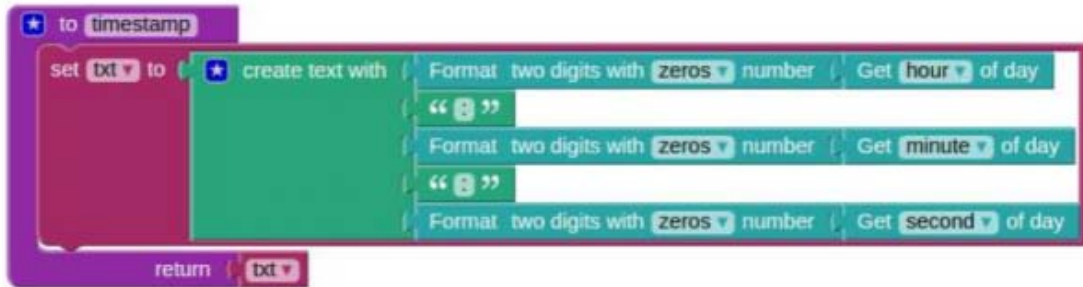 to timestamp
set txt to create text with Format two digits with zeros number Get hour of day
“ : ”
Format two digits with zeros number Get minute of day
“ : ”
Format two digits with zeros number Get second of day
return txt